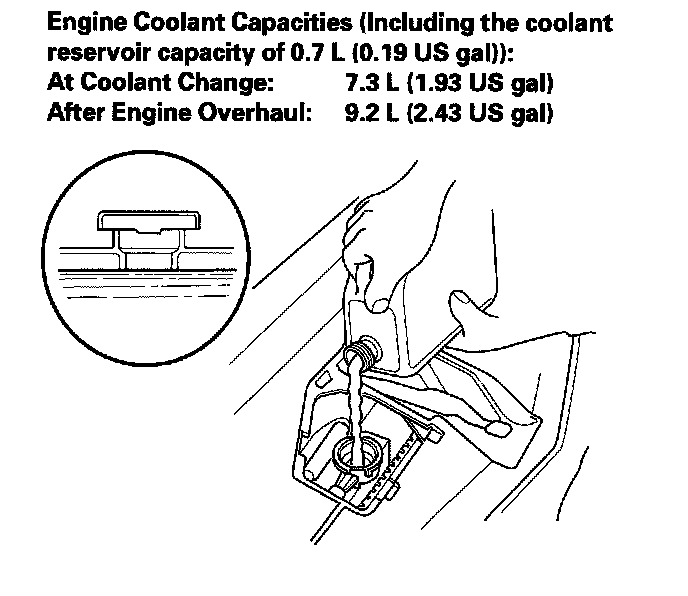 Engine Coolant Capacities (Including the coolant
reservoir capacity of 0.7 L (0.19 US gal)):
At Coolant Change: 7.3 L (1.93 US gal)
After Engine Overhaul: 9.2 L (2.43 US gal)